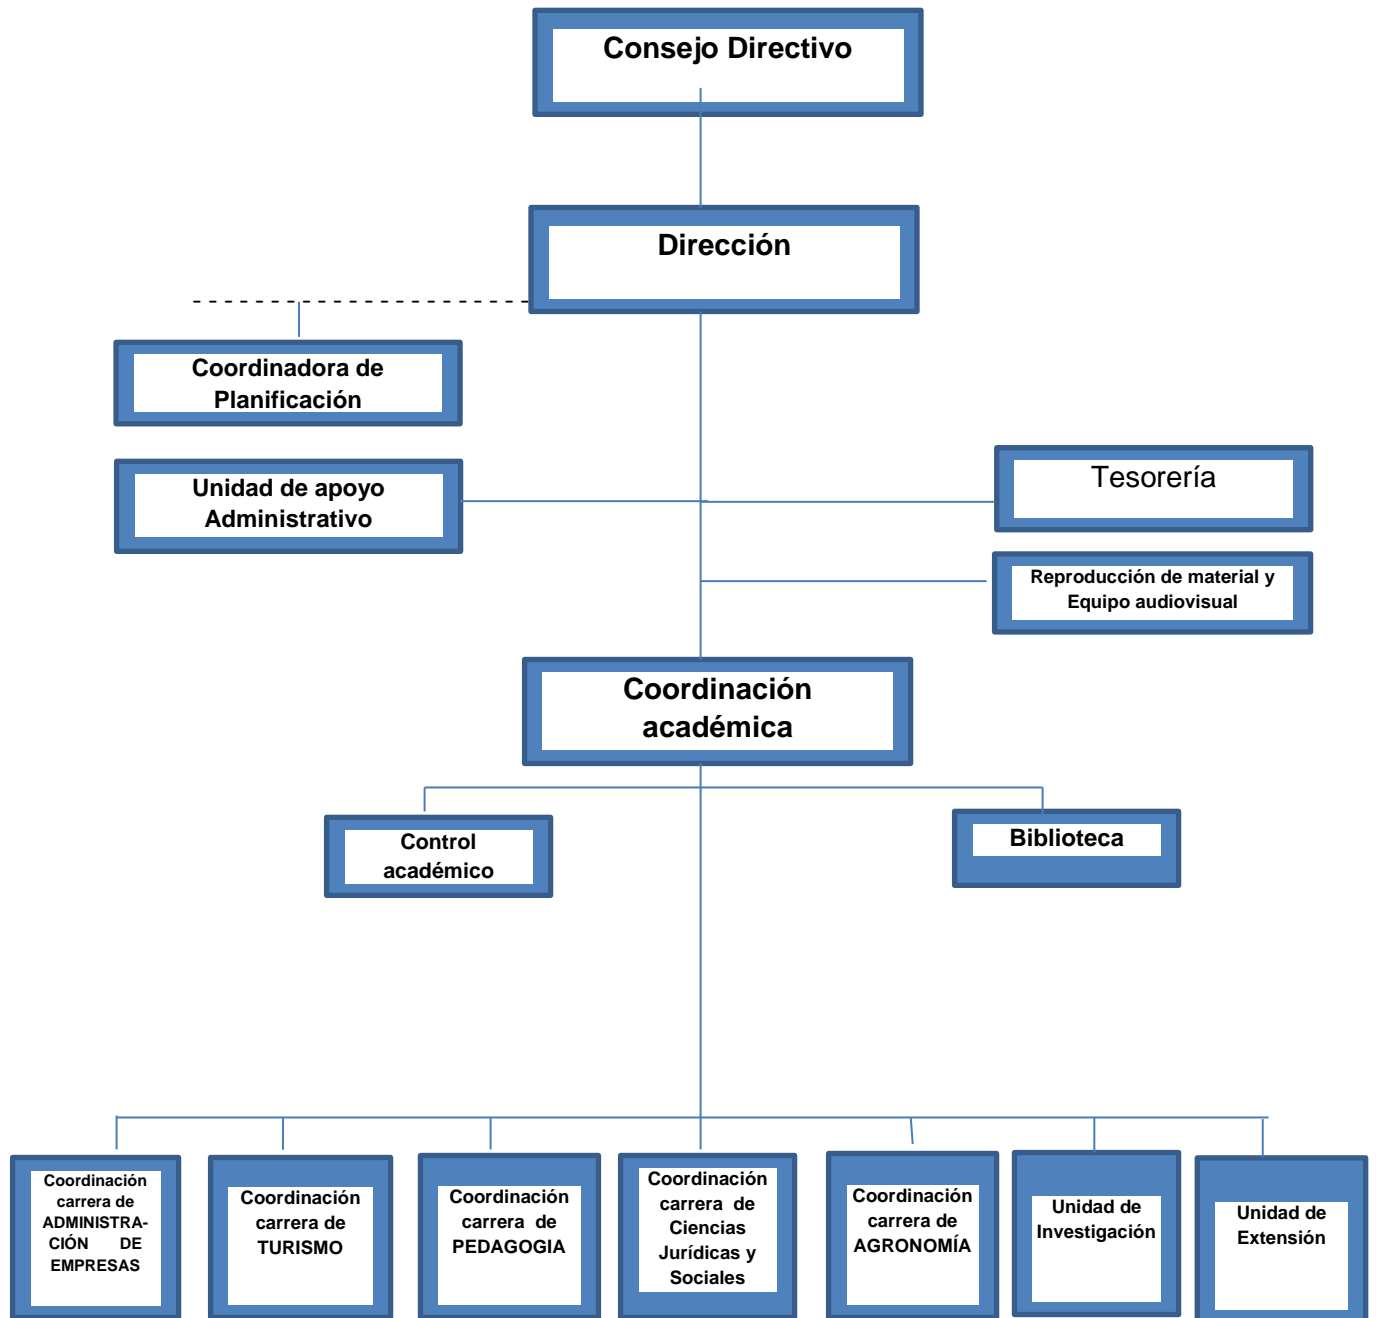 Consejo Directivo
Dirección
Coordinadora de
Planificación
Unidad de apoyo
Administrativo
Tesorería
Reproducción de material y
Equipo audiovisual
Coordinación
académica
Control
académico
Biblioteca
Coordinación
carrera de
ADMINISTRA-
CIÓN DE
EMPRESAS
Coordinación
carrera de
TURISMO
Coordinación
carrera de
PEDAGOGIA
Coordinación
carrera de
Ciencias
Jurídicas y
Sociales
Coordinación
carrera de
AGRONOMÍA
Unidad de
Investigación
Unidad de
Extensión